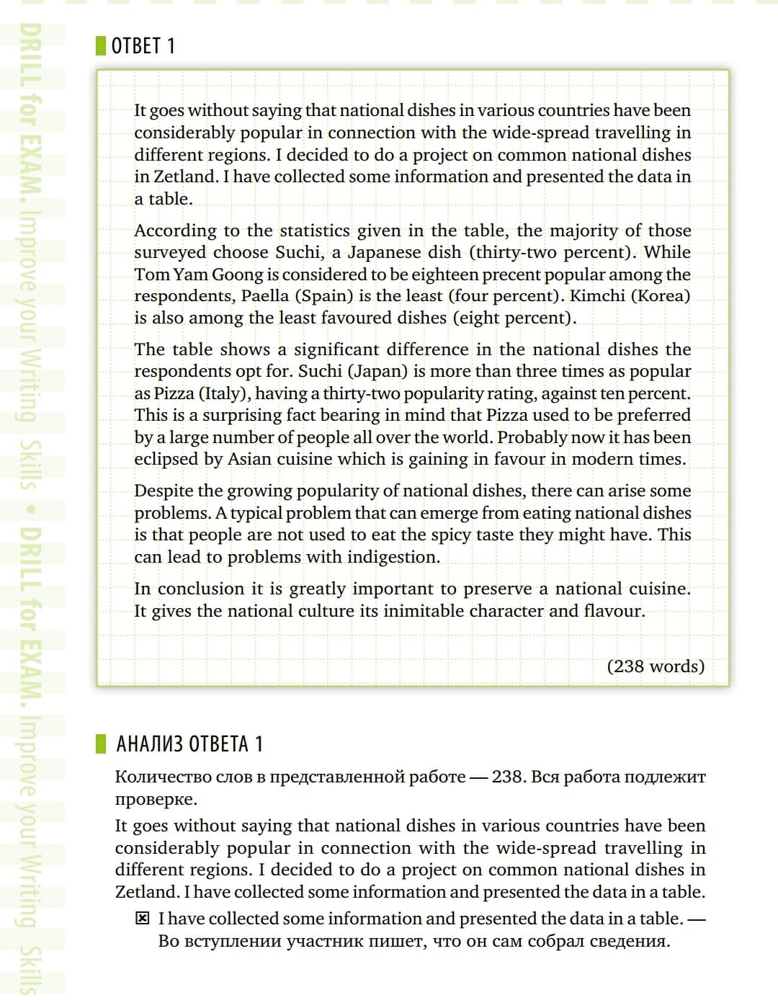 DRILL for EXAM. Improve your Writing Skills • DRILL for EXAM. Improve your Writing Skills
ОТВЕТ 1
It goes without saying that national dishes in various countries have been
considerably popular in connection with the wide-spread travelling in
different regions. I decided to do a project on common national dishes
in Zetland. I have collected some information and presented the data in
a table.
According to the statistics given in the table, the majority of those
surveyed choose Suchi, a Japanese dish (thirty-two percent). While
Tom Yam Goong is considered to be eighteen precent popular among the
respondents, Paella (Spain) is the least (four percent). Kimchi (Korea)
is also among the least favoured dishes (eight percent).
The table shows a significant difference in the national dishes the
respondents opt for. Suchi (Japan) is more than three times as popular
as Pizza (Italy), having a thirty-two popularity rating, against ten percent.
This is a surprising fact bearing in mind that Pizza used to be preferred
by a large number of people all over the world. Probably now it has been
eclipsed by Asian cuisine which is gaining in favour in modern times.
Despite the growing popularity of national dishes, there can arise some
problems. A typical problem that can emerge from eating national dishes
is that people are not used to eat the spicy taste they might have. This
can lead to problems with indigestion.
In conclusion it is greatly important to preserve a national cuisine.
It gives the national culture its inimitable character and flavour.
(238 words)
АНАЛИЗ ОТВЕТА 1
Количество слов в представленной работе — 238. Вся работа подлежит
проверке.
It goes without saying that national dishes in various countries have been
considerably popular in connection with the wide-spread travelling in
different regions. I decided to do a project on common national dishes in
Zetland. I have collected some information and presented the data in a table.
☒ I have collected some information and presented the data in a table. —
Во вступлении участник пишет, что он сам собрал сведения.